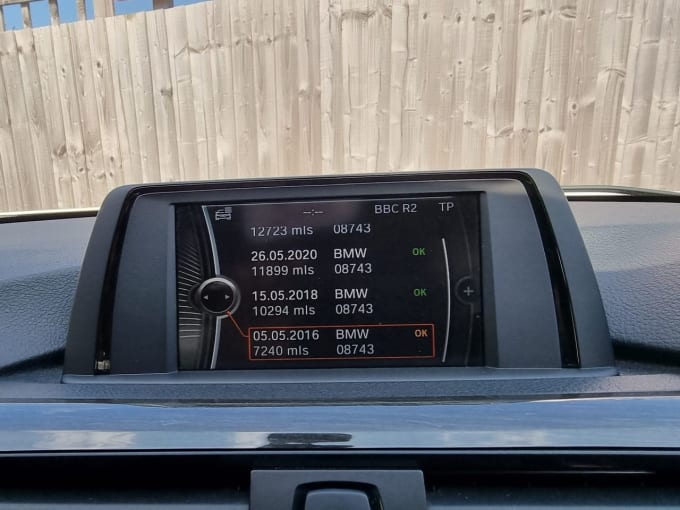 --:-- BBC R2 TP
12723 mls 08743
26.05.2020 BMW OK
11899 mls 08743
15.05.2018 BMW OK
10294 mls 08743
05.05.2016 BMW OK
7240 mls 08743